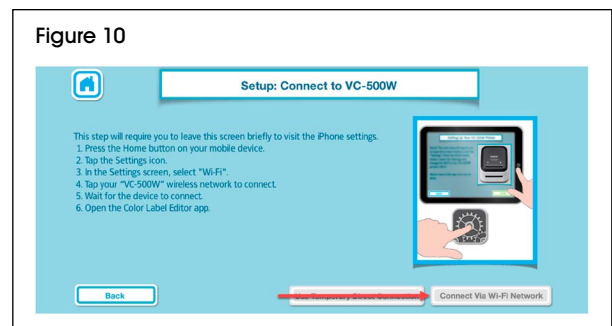 Figure 10
Setup: Connect to VC-500W
This step will require you to leave this screen briefly to visit the iPhone settings.
1. Press the Home button on your mobile device.
2. Tap the Settings icon.
3. In the Settings screen, select "Wi-Fi".
4. Tap your "VC-500W" wireless network to connect.
5. Wait for the device to connect.
6. Open the Color Label Editor app.
Back
Use Temporary Direct Connection
Connect Via Wi-Fi Network